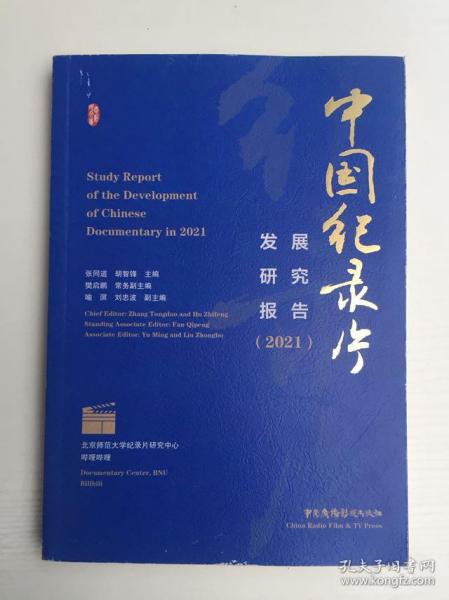 中国纪录片
发展
研究
报告
(2021)
Study Report
of the Development
of Chinese
Documentary in 2021
张同道 胡智锋 主编
樊启鹏 常务副主编
喻溟 刘忠波 副主编
Chief Editor: Zhang Tongdao and Hu Zhifeng
Standing Associate Editor: Fan Qipeng
Associate Editor: Yu Ming and Liu Zhongbo
北京师范大学纪录片研究中心
哔哩哔哩
Documentary Center, BNU
Bilibili
中国广播影视出版社
China Radio Film & TV Press
孔夫子旧书网
www.kongfz.com